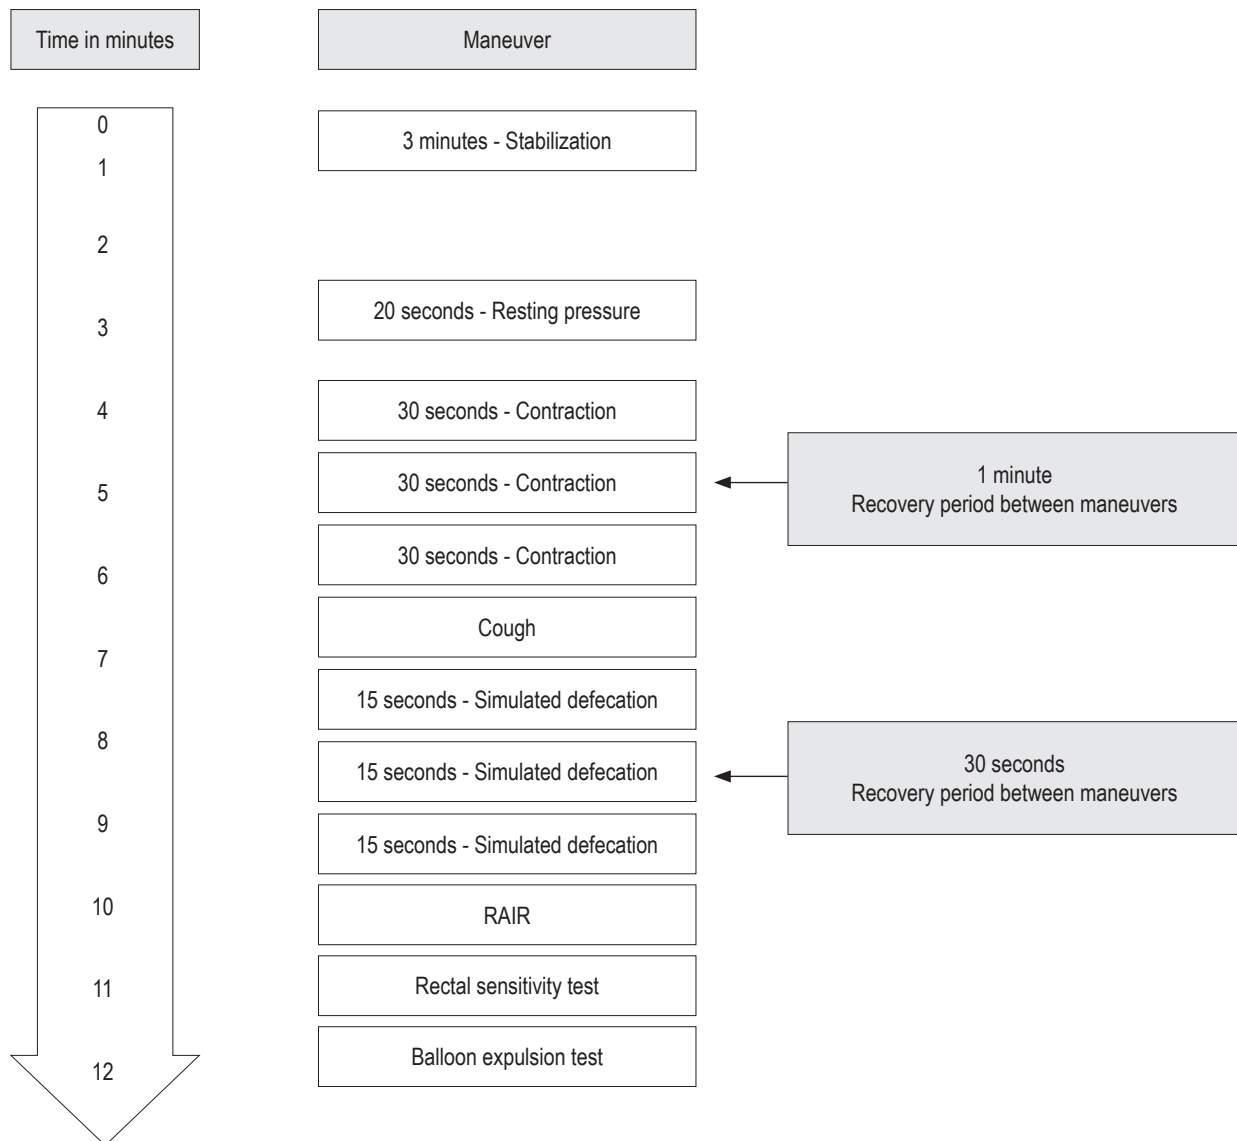 Time in minutes
Maneuver
0
3 minutes - Stabilization
1
2
20 seconds - Resting pressure
3
4
30 seconds - Contraction
1 minute
Recovery period between maneuvers
30 seconds - Contraction
5
30 seconds - Contraction
6
Cough
7
15 seconds - Simulated defecation
8
30 seconds
Recovery period between maneuvers
15 seconds - Simulated defecation
9
15 seconds - Simulated defecation
10
RAIR
11
Rectal sensitivity test
Balloon expulsion test
12